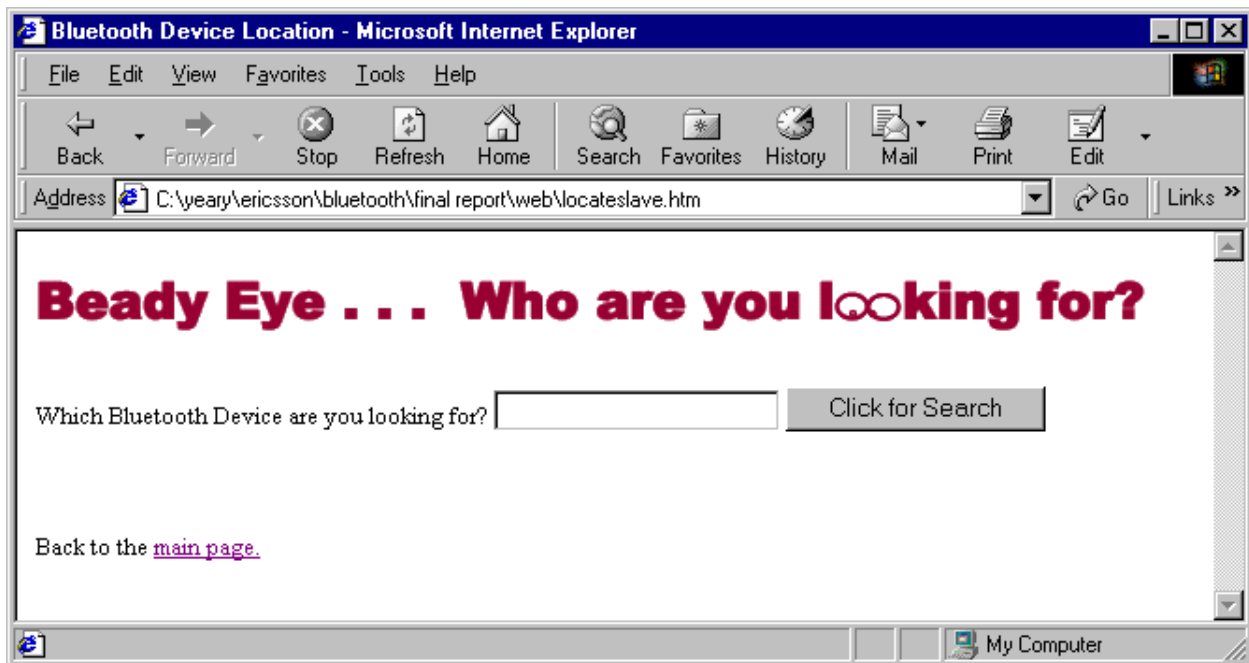 Bluetooth Device Location - Microsoft Internet Explorer
File Edit View Favorites Tools Help
Back Forward Stop Refresh Home Search Favorites History Mail Print Edit
Address C:\yeary\ericsson\bluetooth\final report\web\locateslave.htm Go Links »
Beady Eye . . . Who are you looking for?
Which Bluetooth Device are you looking for? Click for Search
Back to the main page.
My Computer